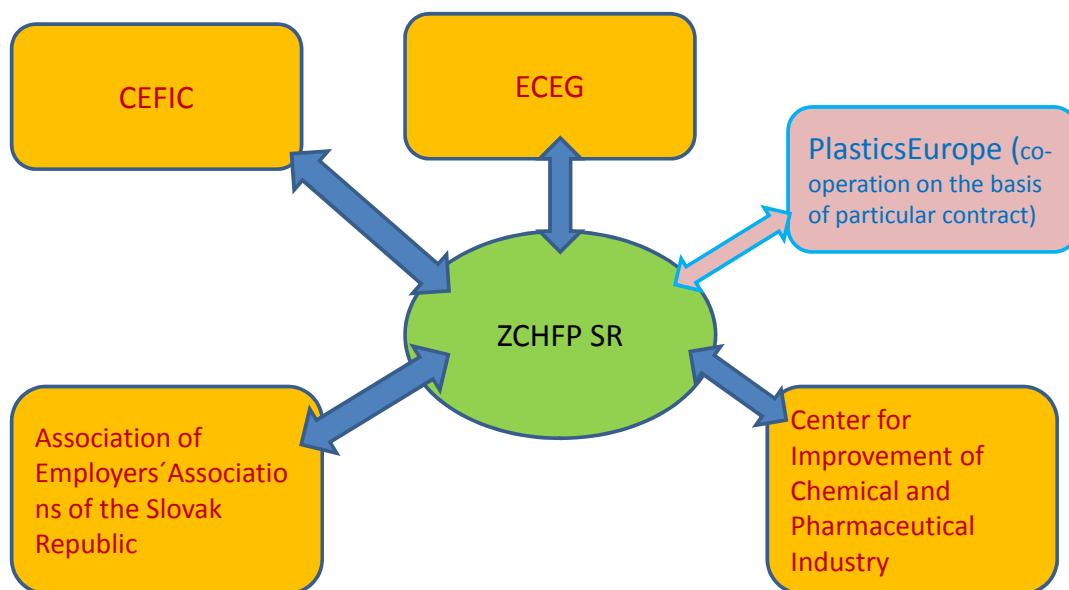 CEFIC
ECEG
PlasticsEurope (co-
operation on the basis
of particular contract)
ZCHFP SR
Association of
Employers´Associatio
ns of the Slovak
Republic
Center for
Improvement of
Chemical and
Pharmaceutical
Industry